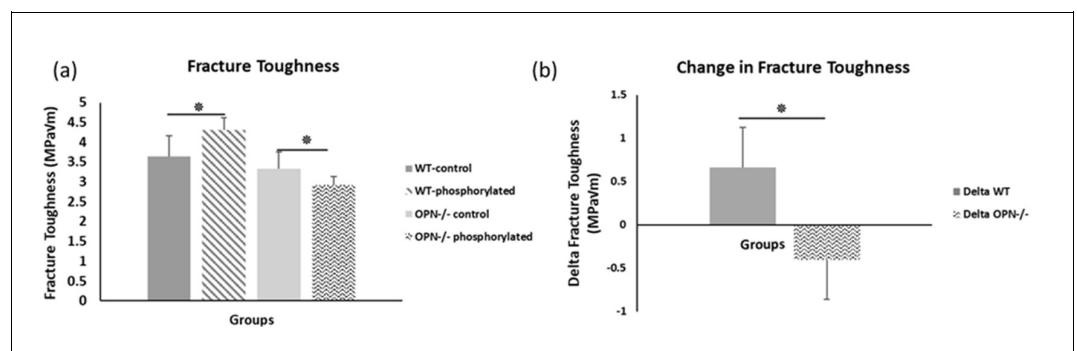 (a)
Fracture Toughness
Fracture Toughness (MPa√m)
5
4.5
4
3.5
3
2.5
2
1.5
1
0.5
0
*
*
Groups
WT-control
WT-phosphorylated
OPN-/- control
OPN-/- phosphorylated
(b)
Change in Fracture Toughness
Delta Fracture Toughness
(MPa√m)
1.5
1
0.5
0
-0.5
-1
*
Groups
Delta WT
Delta OPN-/-